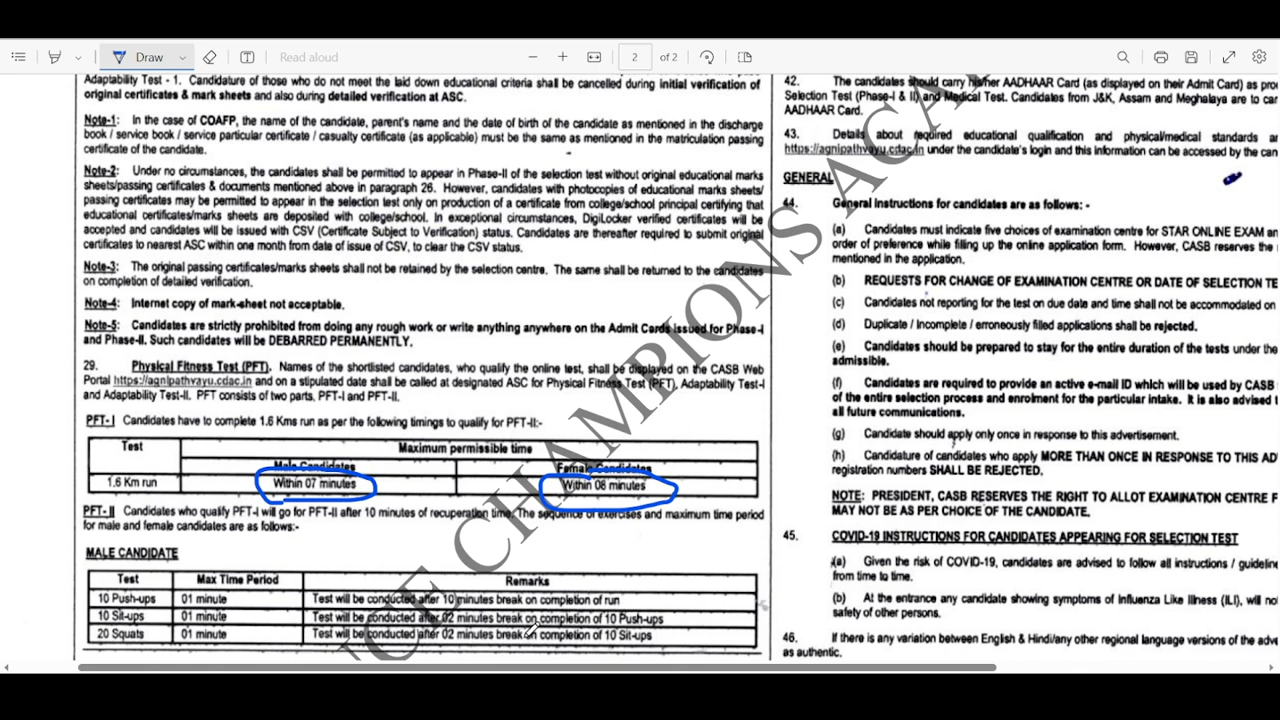 Draw
Read aloud
2
of 2
Adaptability Test - 1. Candidature of those who do not meet the laid down educational criteria shall be cancelled during initial verification of
original certificates & mark sheets and also during detailed verification at ASC.
Note-1: In the case of COAFP, the name of the candidate, parent's name and the date of birth of the candidate as mentioned in the discharge
book / service book / service particular certificate / casualty certificate (as applicable) must be the same as mentioned in the matriculation passing
certificate of the candidate.
Note-2: Under no circumstances, the candidates shall be permitted to appear in Phase-II of the selection test without original educational marks
sheets/passing certificates & documents mentioned above in paragraph 26. However, candidates with photocopies of educational marks sheets/
passing certificates may be permitted to appear in the selection test only on production of a certificate from college/school principal certifying that
educational certificates/marks sheets are deposited with college/school. In exceptional circumstances, DigiLocker verified certificates will be
accepted and candidates will be issued with CSV (Certificate Subject to Verification) status. Candidates are thereafter required to submit original
certificates to nearest ASC within one month from date of issue of CSV, to clear the CSV status.
Note-3: The original passing certificates/marks sheets shall not be retained by the selection centre. The same shall be returned to the candidates
on completion of detailed verification.
Note-4: Internet copy of mark-sheet not acceptable.
Note-5: Candidates are strictly prohibited from doing any rough work or write anything anywhere on the Admit Cards issued for Phase-I
and Phase-II. Such candidates will be DEBARRED PERMANENTLY.
29. Physical Fitness Test (PFT). Names of the shortlisted candidates, who qualify the online test, shall be displayed on the CASB Web
Portal https://agnipathvayu.cdac.in and on a stipulated date shall be called at designated ASC for Physical Fitness Test (PFT), Adaptability Test-I
and Adaptability Test-II. PFT consists of two parts, PFT-I and PFT-II.
PFT-I Candidates have to complete 1.6 Kms run as per the following timings to qualify for PFT-II:-
Test Maximum permissible time
Male Candidates Female Candidates
1.6 Km run Within 07 minutes Within 08 minutes
PFT-II Candidates who qualify PFT-I will go for PFT-II after 10 minutes of recuperation time. The sequence of exercises and maximum time period
for male and female candidates are as follows:-
MALE CANDIDATE
Test Max Time Period Remarks
10 Push-ups 01 minute Test will be conducted after 10 minutes break on completion of run
10 Sit-ups 01 minute Test will be conducted after 02 minutes break on completion of 10 Push-ups
20 Squats 01 minute Test will be conducted after 02 minutes break on completion of 10 Sit-ups
42. The candidates should carry his/her AADHAAR Card (as displayed on their Admit Card) as
Selection Test (Phase-I & II) and Medical Test. Candidates from J&K, Assam and Meghalaya are to
AADHAAR Card.
43. Details about required educational qualification and physical/medical standards
https://agnipathvayu.cdac.in under the candidate's login and this information can be accessed by the
GENERAL
44. General Instructions for candidates are as follows: -
(a) Candidates must indicate five choices of examination centre for STAR ONLINE EXAM
order of preference while filling up the online application form. However, CASB reserves the
mentioned in the application.
(b) REQUESTS FOR CHANGE OF EXAMINATION CENTRE OR DATE OF SELECTION TE
(c) Candidates not reporting for the test on due date and time shall not be accommodated on
(d) Duplicate / Incomplete / erroneously filled applications shall be rejected.
(e) Candidates should be prepared to stay for the entire duration of the tests under the
admissible.
(f) Candidates are required to provide an active e-mail ID which will be used by CASB
of the entire selection process and enrolment for the particular intake. It is also advised
all future communications.
(g) Candidate should apply only once in response to this advertisement.
(h) Candidature of candidates who apply MORE THAN ONCE IN RESPONSE TO THIS AD
registration numbers SHALL BE REJECTED.
NOTE: PRESIDENT, CASB RESERVES THE RIGHT TO ALLOT EXAMINATION CENTRE F
MAY NOT BE AS PER CHOICE OF THE CANDIDATE.
45. COVID-19 INSTRUCTIONS FOR CANDIDATES APPEARING FOR SELECTION TEST
(a) Given the risk of COVID-19, candidates are advised to follow all instructions /
from time to time.
(b) At the entrance any candidate showing symptoms of Influenza Like Illness (ILI), will
safety of other persons.
46. If there is any variation between English & Hindi/any other regional language versions of the
as authentic.
NCE CHAMPIONS ACA